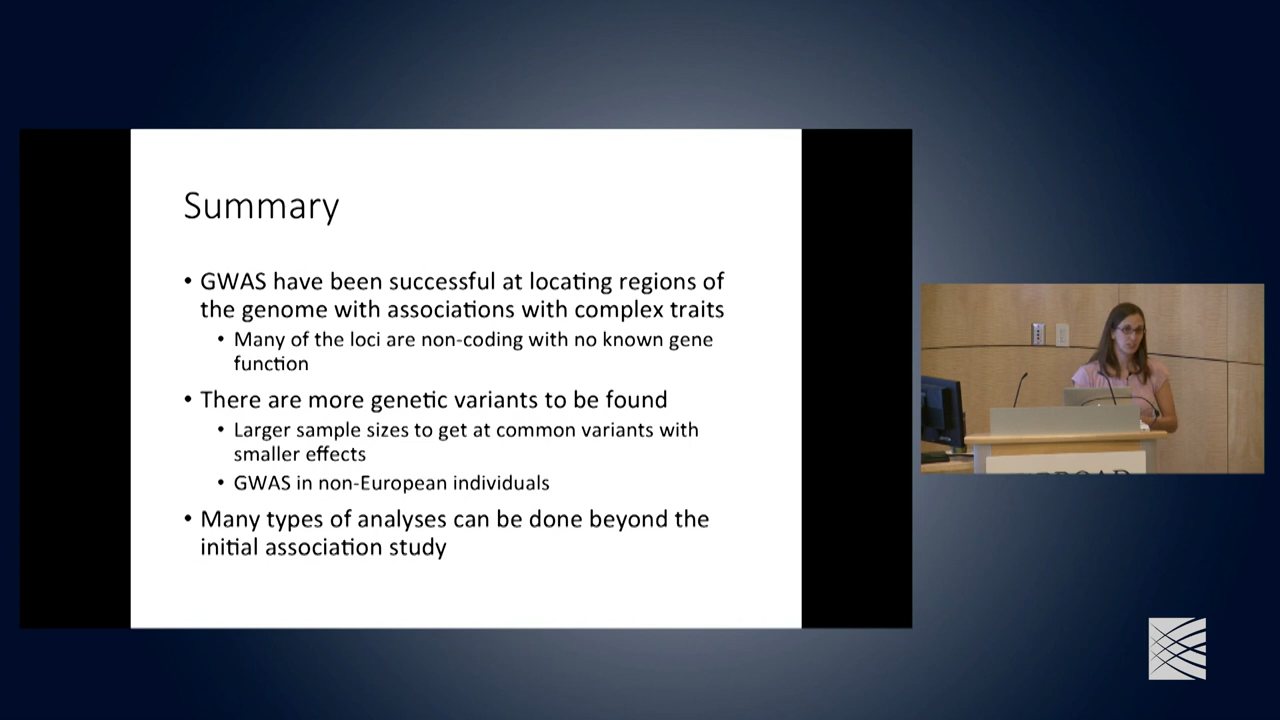 Summary
• GWAS have been successful at locating regions of
the genome with associations with complex traits
• Many of the loci are non-coding with no known gene
function
• There are more genetic variants to be found
• Larger sample sizes to get at common variants with
smaller effects
• GWAS in non-European individuals
• Many types of analyses can be done beyond the
initial association study